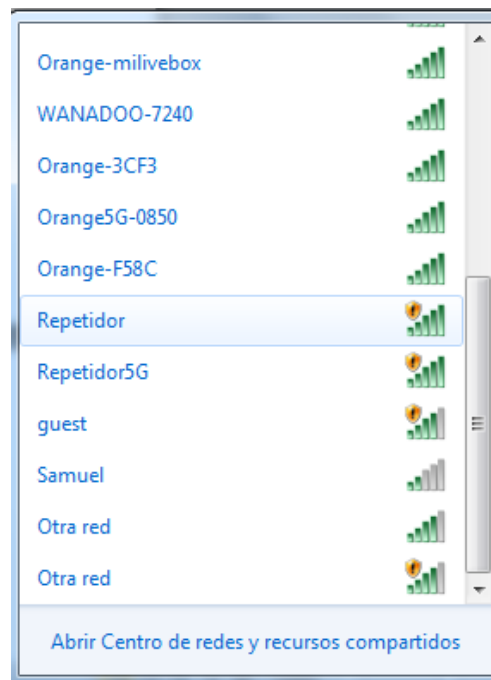 Orange-milivebox
WANADOO-7240
Orange-3CF3
Orange5G-0850
Orange-F58C
Repetidor
Repetidor5G
guest
Samuel
Otra red
Otra red
Abrir Centro de redes y recursos compartidos